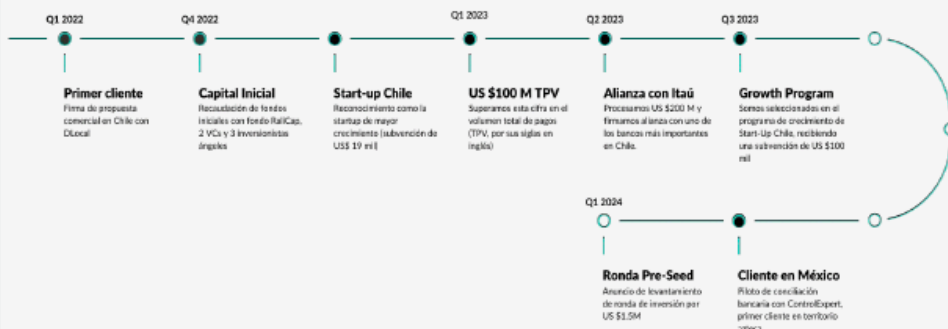 Q1 2022
Q4 2022
Q1 2023
Q2 2023
Q3 2023
Primer cliente
Firma de propuesta
comercial en Chile con
DLocal
Capital Inicial
Recaudación de fondos
iniciales con fondo RailCap,
2 VCs y 3 inversionistas
ángeles
Start-up Chile
Reconocimiento como la
startup de mayor
crecimiento (subvención de
US$ 19 mil)
US $100 M TPV
Superamos esta cifra en el
volumen total de pagos
(TPV, por sus siglas en
inglés)
Alianza con Itaú
Procesamos US $200 M y
firmamos alianza con uno de
los bancos más importantes
en Chile.
Growth Program
Somos seleccionados en el
programa de crecimiento de
Start-Up Chile, recibiendo
una subvención de US $100
mil
Q1 2024
Ronda Pre-Seed
Anuncio de levantamiento
de ronda de inversión por
US $1.5M
Cliente en México
Piloto de conciliación
bancaria con ControlExpert,
primer cliente en territorio